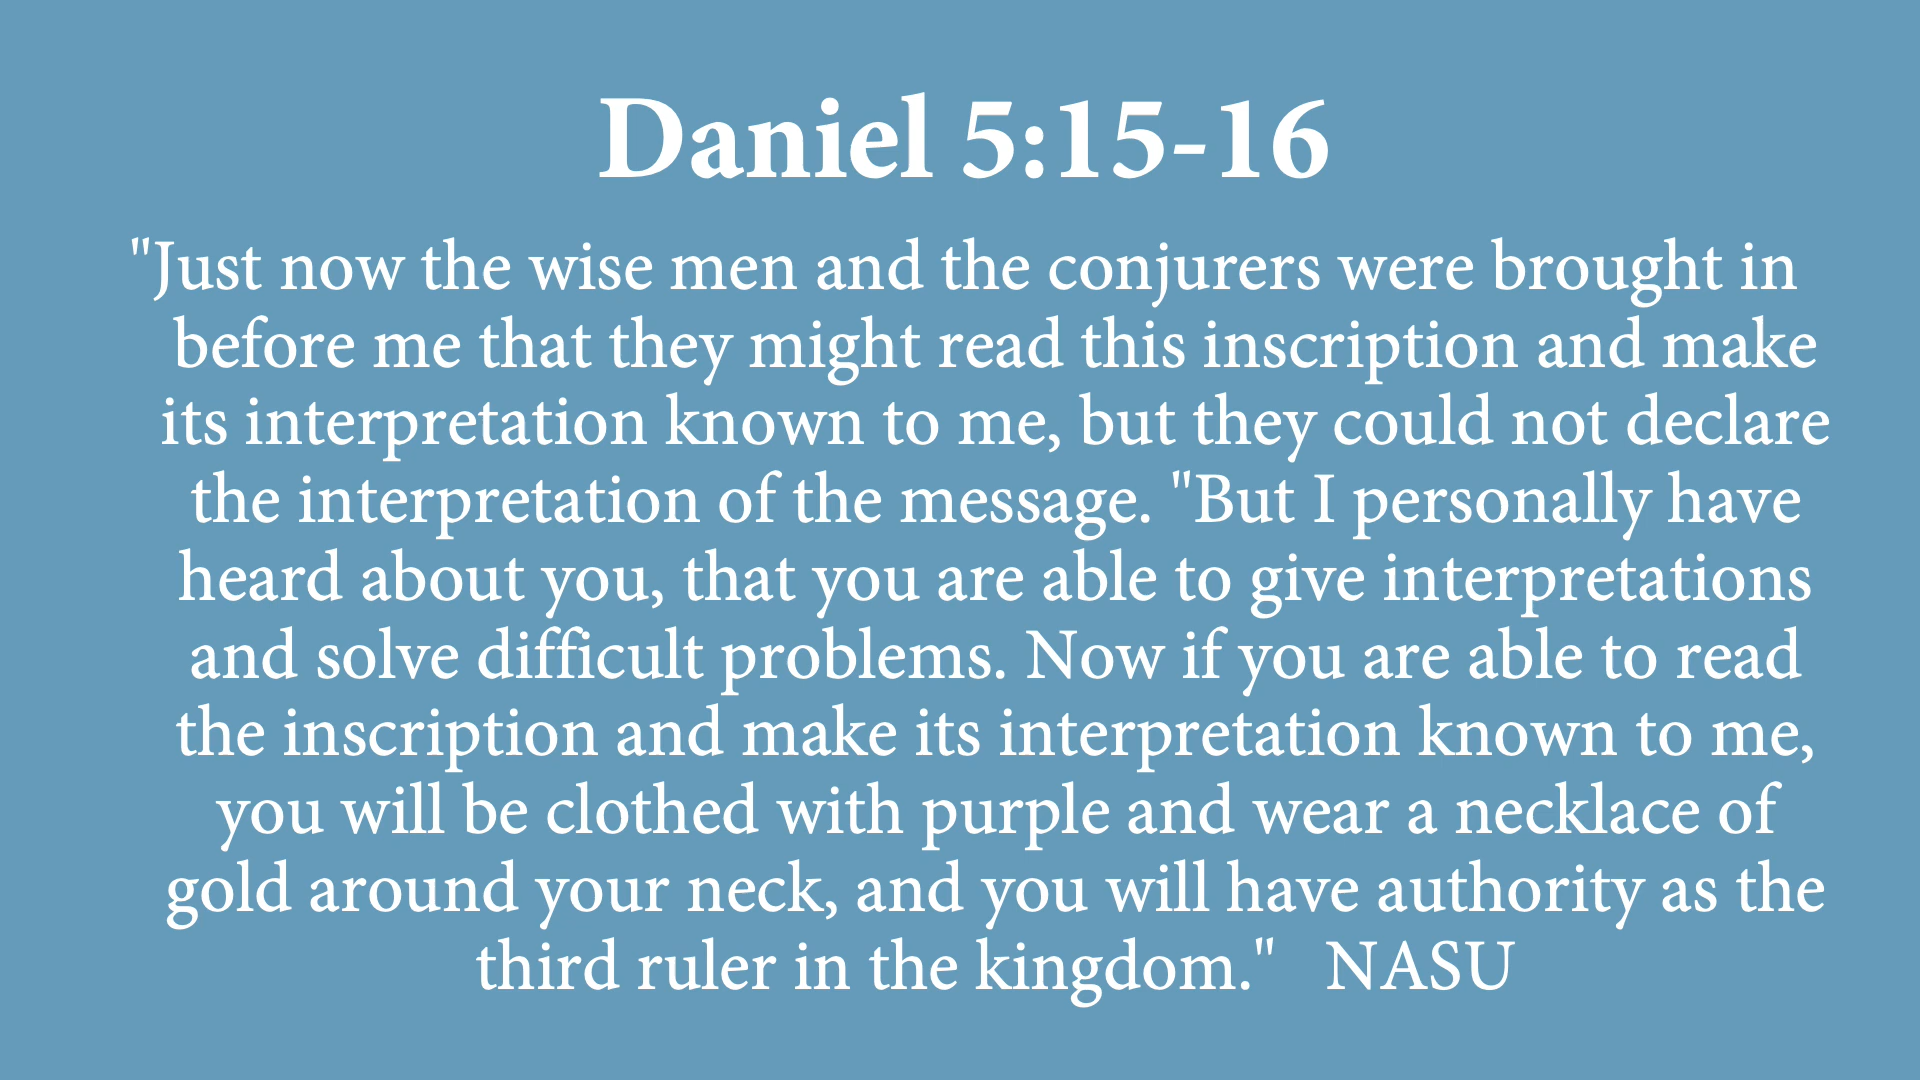 Daniel 5:15-16
"Just now the wise men and the conjurers were brought in
before me that they might read this inscription and make
its interpretation known to me, but they could not declare
the interpretation of the message. "But I personally have
heard about you, that you are able to give interpretations
and solve difficult problems. Now if you are able to read
the inscription and make its interpretation known to me,
you will be clothed with purple and wear a necklace of
gold around your neck, and you will have authority as the
third ruler in the kingdom."   NASU